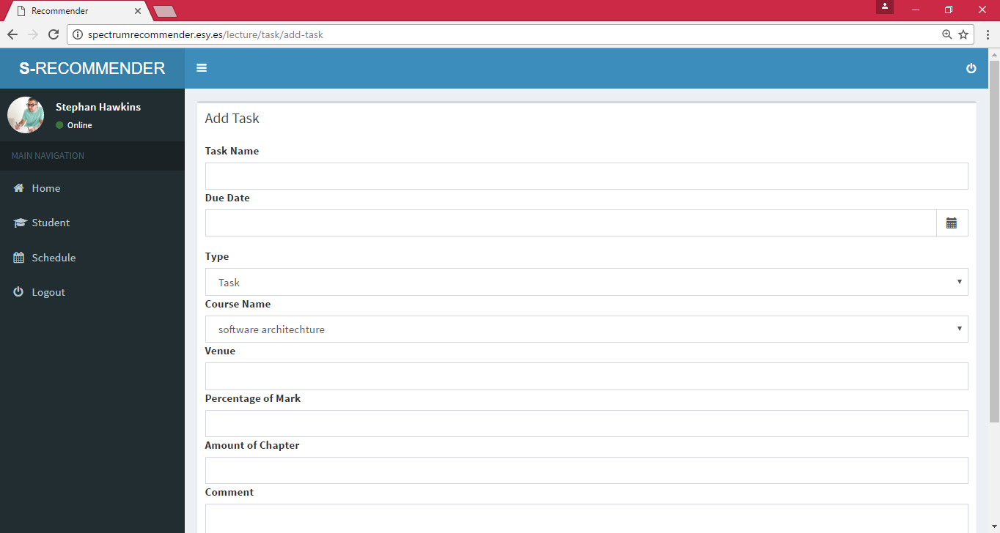 Recommender
spectrumrecommender.esy.es/lecture/task/add-task
S-RECOMMENDER
Stephan Hawkins
Online
MAIN NAVIGATION
Home
Student
Schedule
Logout
Add Task
Task Name
Due Date
Type
Task
Course Name
software architechture
Venue
Percentage of Mark
Amount of Chapter
Comment